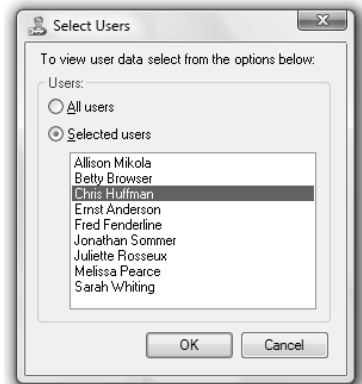 Select Users
To view user data select from the options below:
Users:
All users
Selected users
Allison Mikola
Betty Browser
Chris Huffman
Ernst Anderson
Fred Fenderline
Jonathan Sommer
Juliette Rosseux
Melissa Pearce
Sarah Whiting
OK Cancel